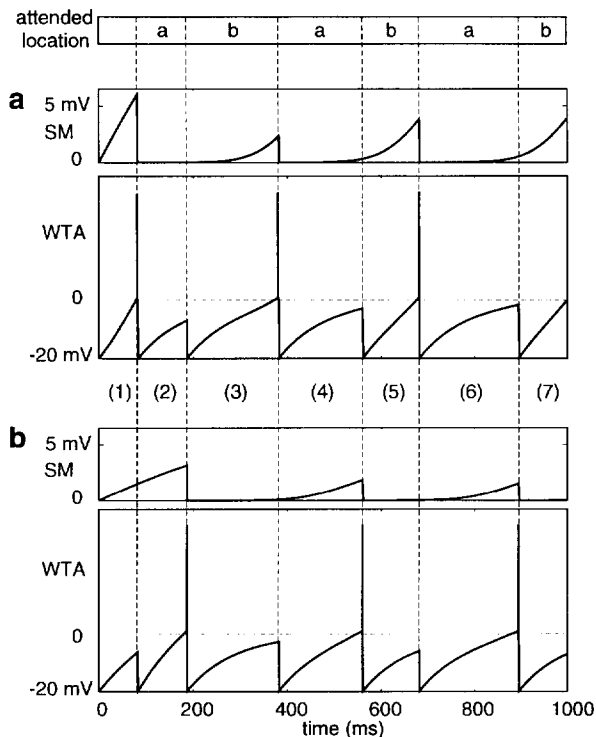 attended location
a b a b a b
a
5 mV
SM
0
WTA
0
-20 mV
(1) (2) (3) (4) (5) (6) (7)
b
5 mV
SM
0
WTA
0
-20 mV
0 200 400 600 800 1000
time (ms)